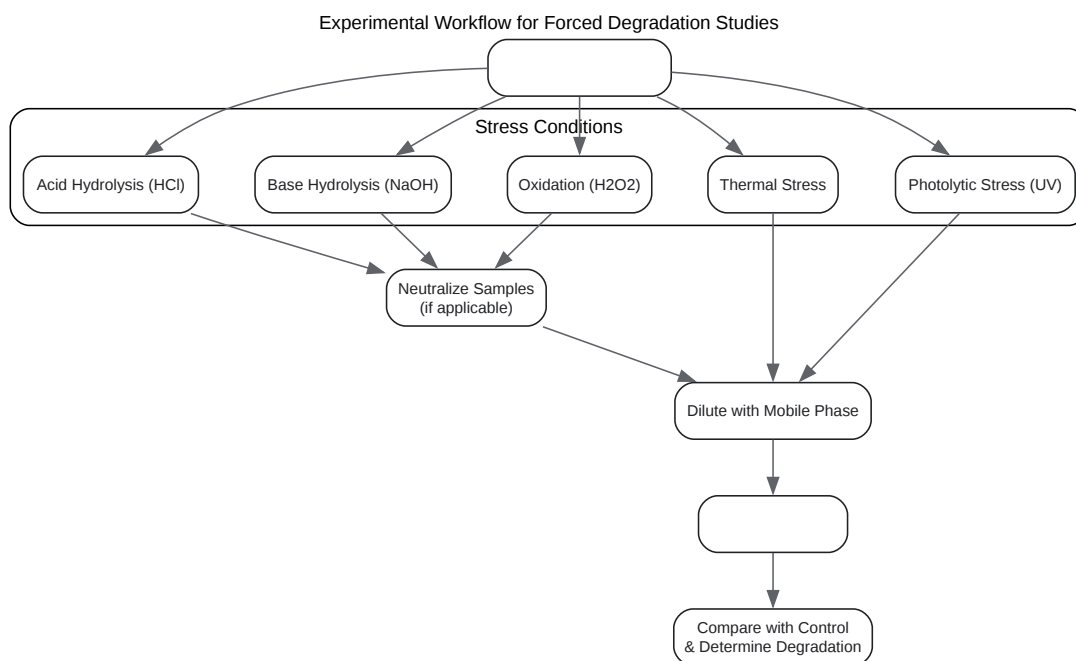 Experimental Workflow for Forced Degradation Studies
Stress Conditions
Acid Hydrolysis (HCl)
Base Hydrolysis (NaOH)
Oxidation (H2O2)
Thermal Stress
Photolytic Stress (UV)
Neutralize Samples
(if applicable)
Dilute with Mobile Phase
Compare with Control
& Determine Degradation